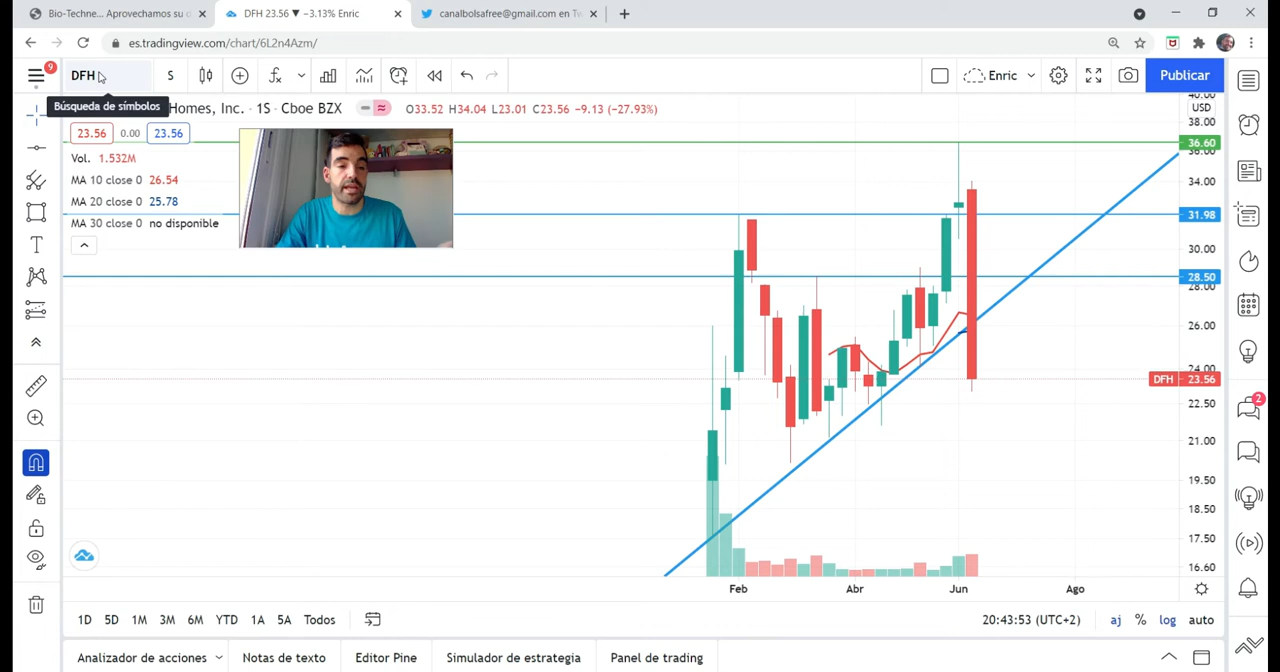 Bio-Techne... Aprovechamos su d
DFH 23.56 ▼ −3.13% Enric
canalbolsafree@gmail.com en Tw
es.tradingview.com/chart/6L2n4Azm/
9
DFH
S
Enric
Publicar
Búsqueda de símbolos
Homes, Inc. · 1S · Cboe BZX
O33.52 H34.04 L23.01 C23.56 −9.13 (−27.93%)
23.56 0.00 23.56
Vol. 1.532M
MA 10 close 0 26.54
MA 20 close 0 25.78
MA 30 close 0 no disponible
40.00
USD
38.00
36.60
36.00
34.00
31.98
30.00
28.50
28.00
26.00
24.00
DFH 23.56
22.50
21.00
19.50
18.50
17.50
16.60
2
Feb Abr Jun Ago
1D 5D 1M 3M 6M YTD 1A 5A Todos
20:43:53 (UTC+2) aj % log auto
Analizador de acciones Notas de texto Editor Pine Simulador de estrategia Panel de trading